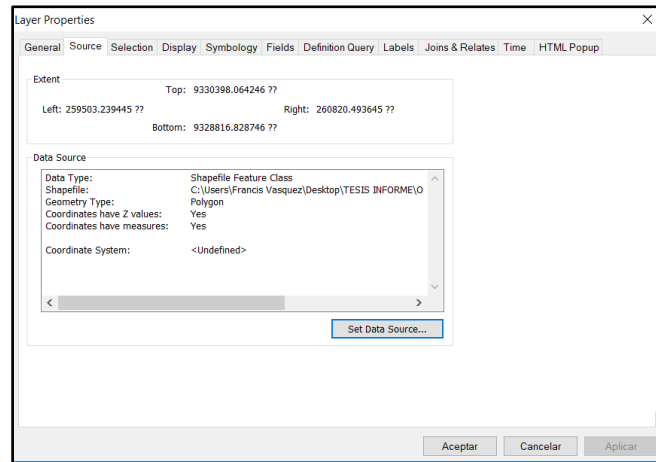 Layer Properties
General Source Selection Display Symbology Fields Definition Query Labels Joins & Relates Time HTML Popup
Extent
Top: 9330398.064246 ??
Left: 259503.239445 ?? Right: 260820.493645 ??
Bottom: 9328816.828746 ??
Data Source
Data Type: Shapefile Feature Class
Shapefile: C:\Users\Francis Vasquez\Desktop\TESIS INFORME\O
Geometry Type: Polygon
Coordinates have Z values: Yes
Coordinates have measures: Yes
Coordinate System: <Undefined>
Set Data Source...
Aceptar Cancelar Aplicar